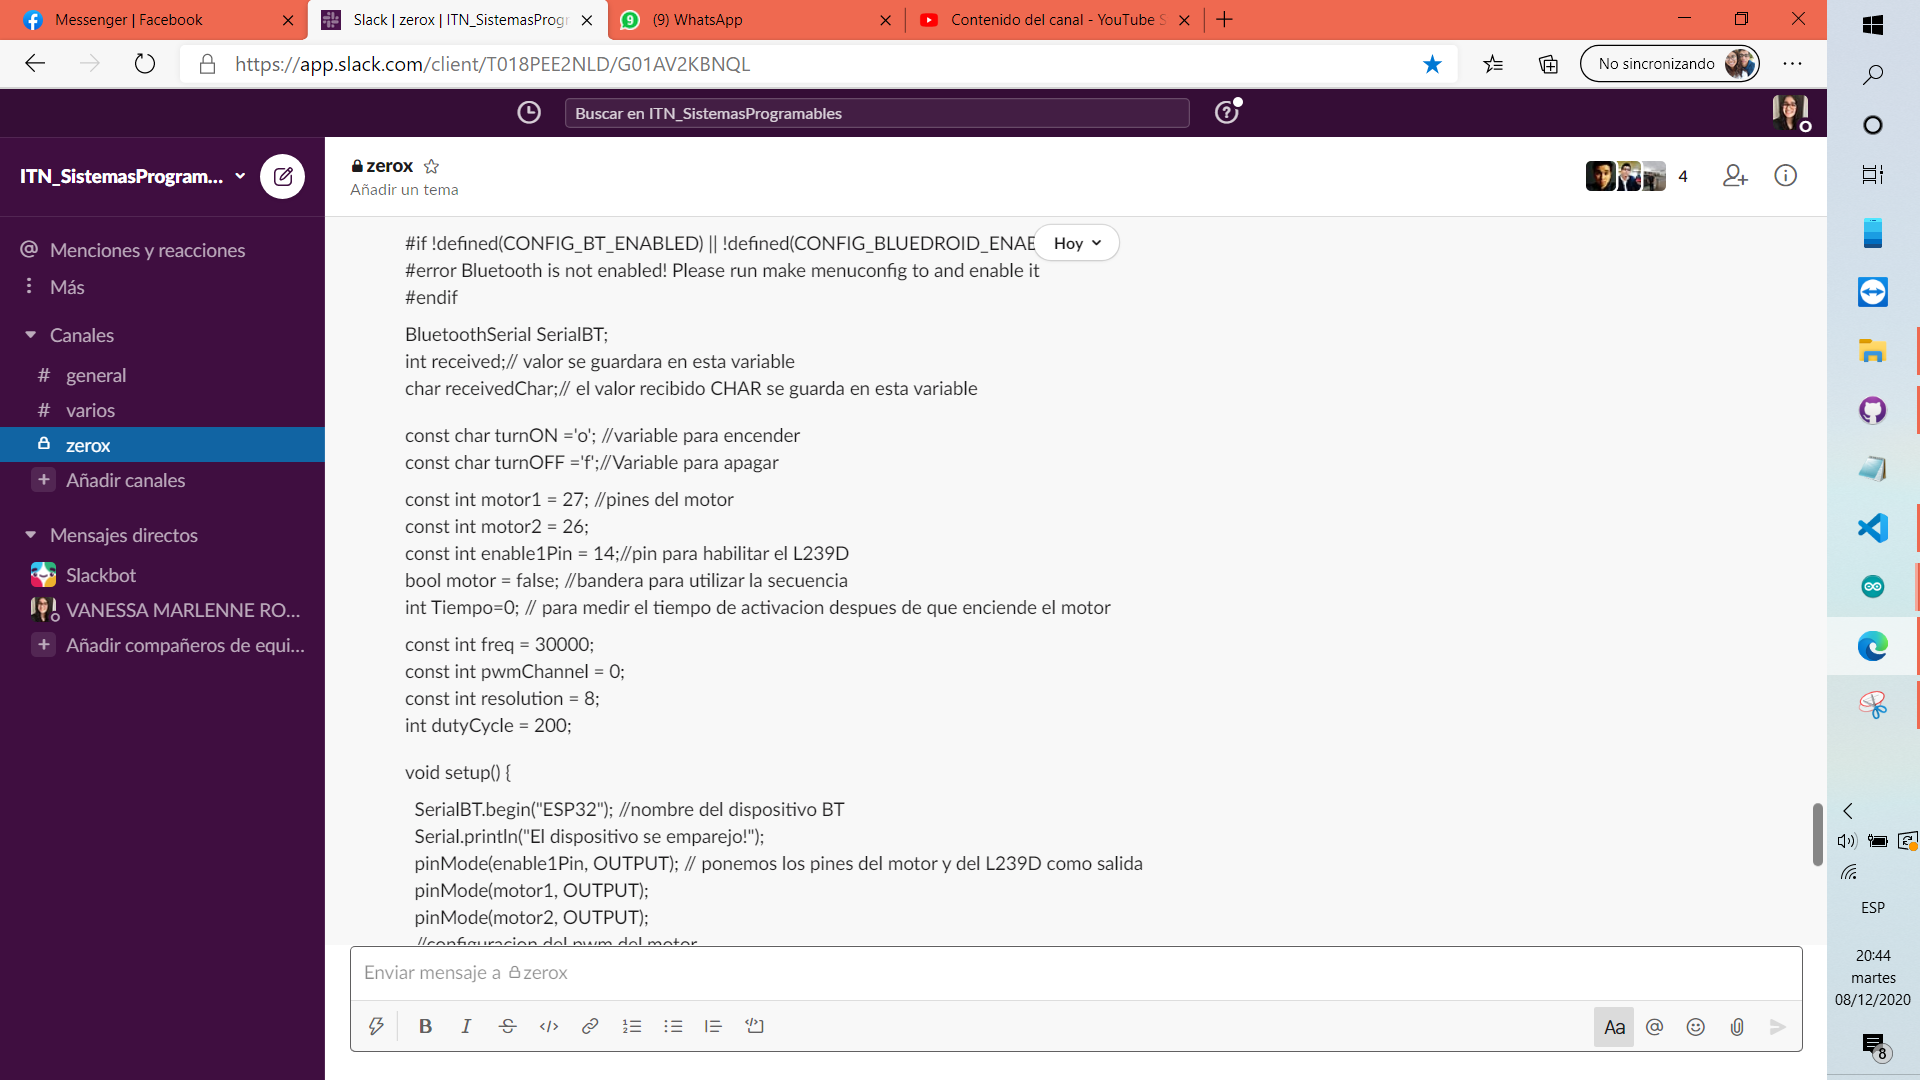 Messenger | Facebook
Slack | zerox | ITN_SistemasProgr
(9) WhatsApp
Contenido del canal - YouTube S
https://app.slack.com/client/T018PEE2NLD/G01AV2KBNQL
No sincronizando
Buscar en ITN_SistemasProgramables
ITN_SistemasProgram...
zerox
Añadir un tema
4
Menciones y reacciones
Más
Canales
# general
# varios
zerox
+ Añadir canales
Mensajes directos
Slackbot
VANESSA MARLENNE RO...
+ Añadir compañeros de equi...
Hoy
#if !defined(CONFIG_BT_ENABLED) || !defined(CONFIG_BLUEDROID_ENAB
#error Bluetooth is not enabled! Please run make menuconfig to and enable it
#endif
BluetoothSerial SerialBT;
int received;// valor se guardara en esta variable
char receivedChar;// el valor recibido CHAR se guarda en esta variable
const char turnON ='o'; //variable para encender
const char turnOFF ='f';//Variable para apagar
const int motor1 = 27; //pines del motor
const int motor2 = 26;
const int enable1Pin = 14;//pin para habilitar el L239D
bool motor = false; //bandera para utilizar la secuencia
int Tiempo=0; // para medir el tiempo de activacion despues de que enciende el motor
const int freq = 30000;
const int pwmChannel = 0;
const int resolution = 8;
int dutyCycle = 200;
void setup() {
SerialBT.begin("ESP32"); //nombre del dispositivo BT
Serial.println("El dispositivo se emparejo!");
pinMode(enable1Pin, OUTPUT); // ponemos los pines del motor y del L239D como salida
pinMode(motor1, OUTPUT);
pinMode(motor2, OUTPUT);
//configuracion del pwm del motor
Enviar mensaje a zerox
B I S </> Aa @
ESP
20:44
martes
08/12/2020
8